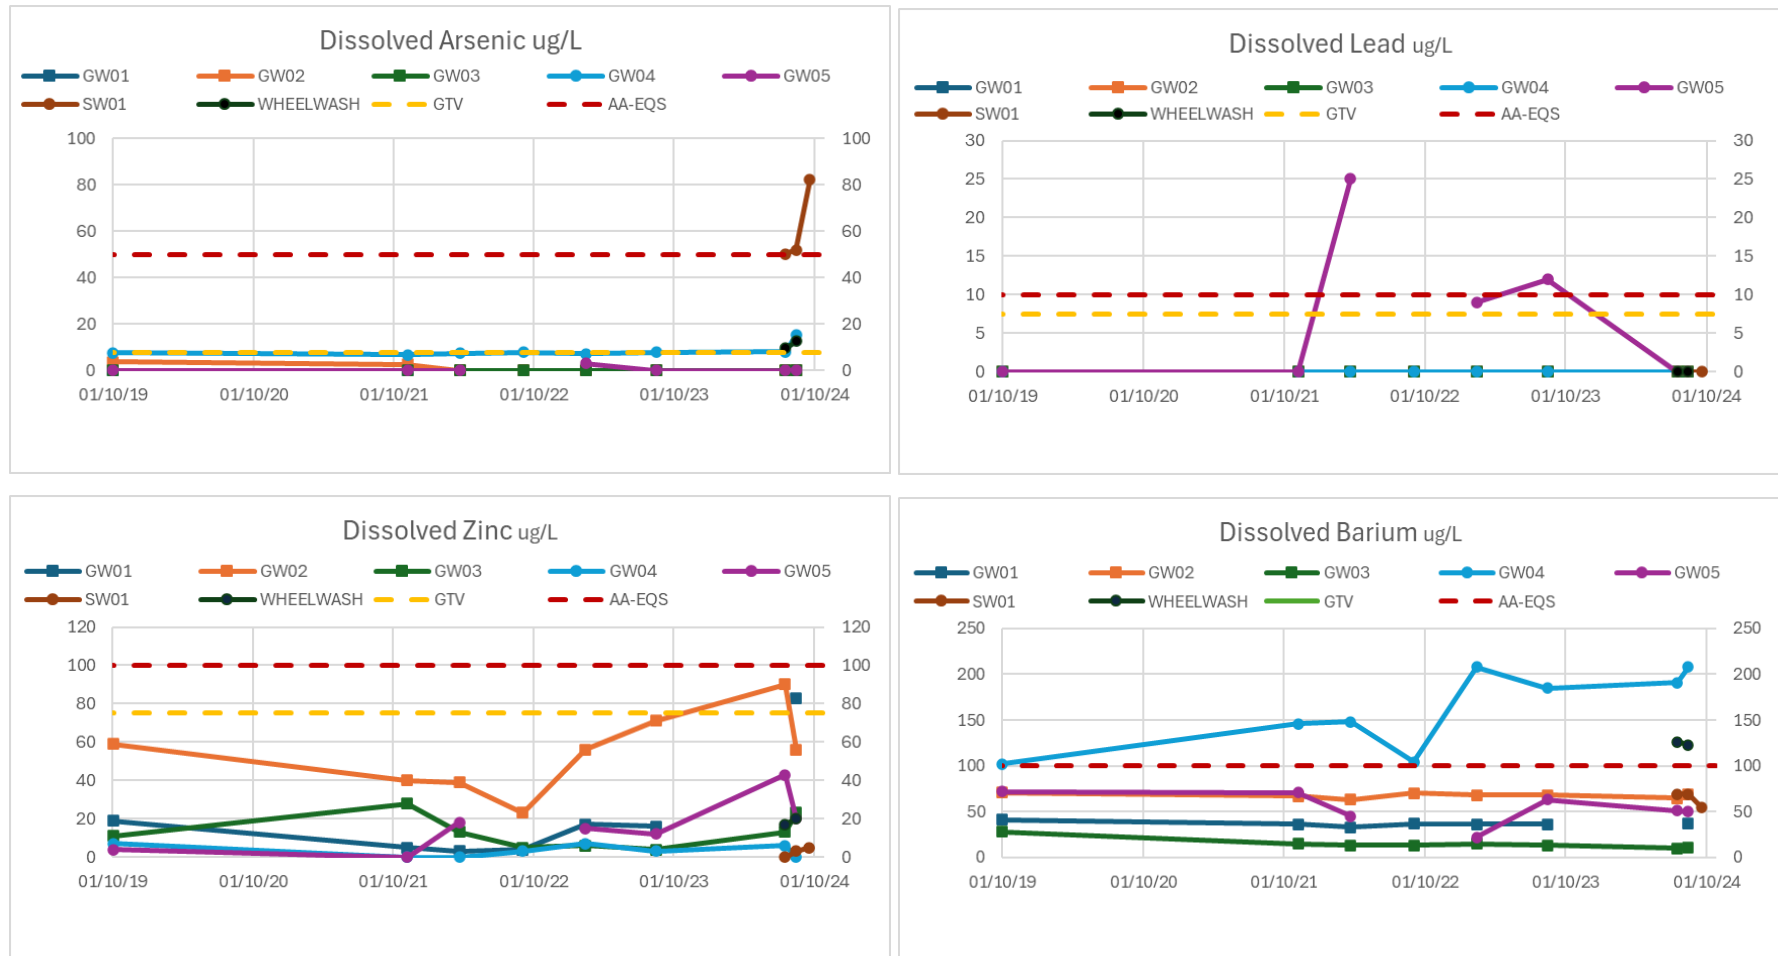 Dissolved Arsenic ug/L
GW01 GW02 GW03 GW04 GW05
SW01 WHEELWASH GTV AA-EQS
100 100
80 80
60 60
40 40
20 20
0 0
01/10/19 01/10/20 01/10/21 01/10/22 01/10/23 01/10/24
Dissolved Lead ug/L
GW01 GW02 GW03 GW04 GW05
SW01 WHEELWASH GTV AA-EQS
30 30
25 25
20 20
15 15
10 10
5 5
0 0
01/10/19 01/10/20 01/10/21 01/10/22 01/10/23 01/10/24
Dissolved Zinc ug/L
GW01 GW02 GW03 GW04 GW05
SW01 WHEELWASH GTV AA-EQS
120 120
100 100
80 80
60 60
40 40
20 20
0 0
01/10/19 01/10/20 01/10/21 01/10/22 01/10/23 01/10/24
Dissolved Barium ug/L
GW01 GW02 GW03 GW04 GW05
SW01 WHEELWASH GTV AA-EQS
250 250
200 200
150 150
100 100
50 50
0 0
01/10/19 01/10/20 01/10/21 01/10/22 01/10/23 01/10/24